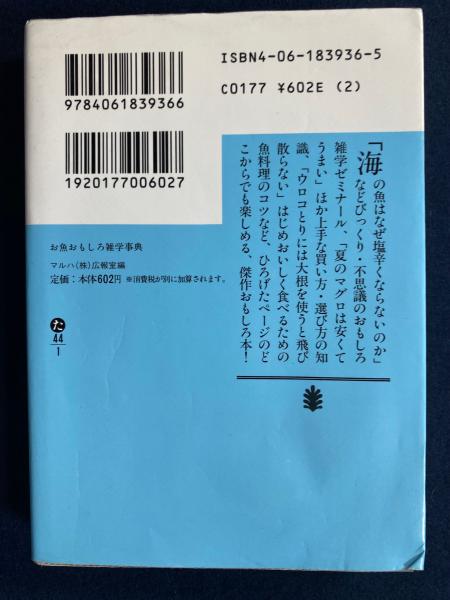 ISBN4-06-183936-5
C0177 ¥602E (2)
9784061839366
1920177006027
「海の魚はなぜ塩辛くならないのか」
などびっくり・不思議のおもしろ
雑学ゼミナール、「夏のマグロは安くて
うまい」ほか上手な買い方・選び方の知
識、「ウロコとりには大根を使うと飛び
散らない」はじめおいしく食べるための
魚料理のコツなど、ひろげたページのど
こからでも楽しめる、傑作おもしろ本!
お魚おもしろ雑学事典
マルハ(株)広報室編
定価:本体602円 ※消費税が別に加算されます。
た
44
1